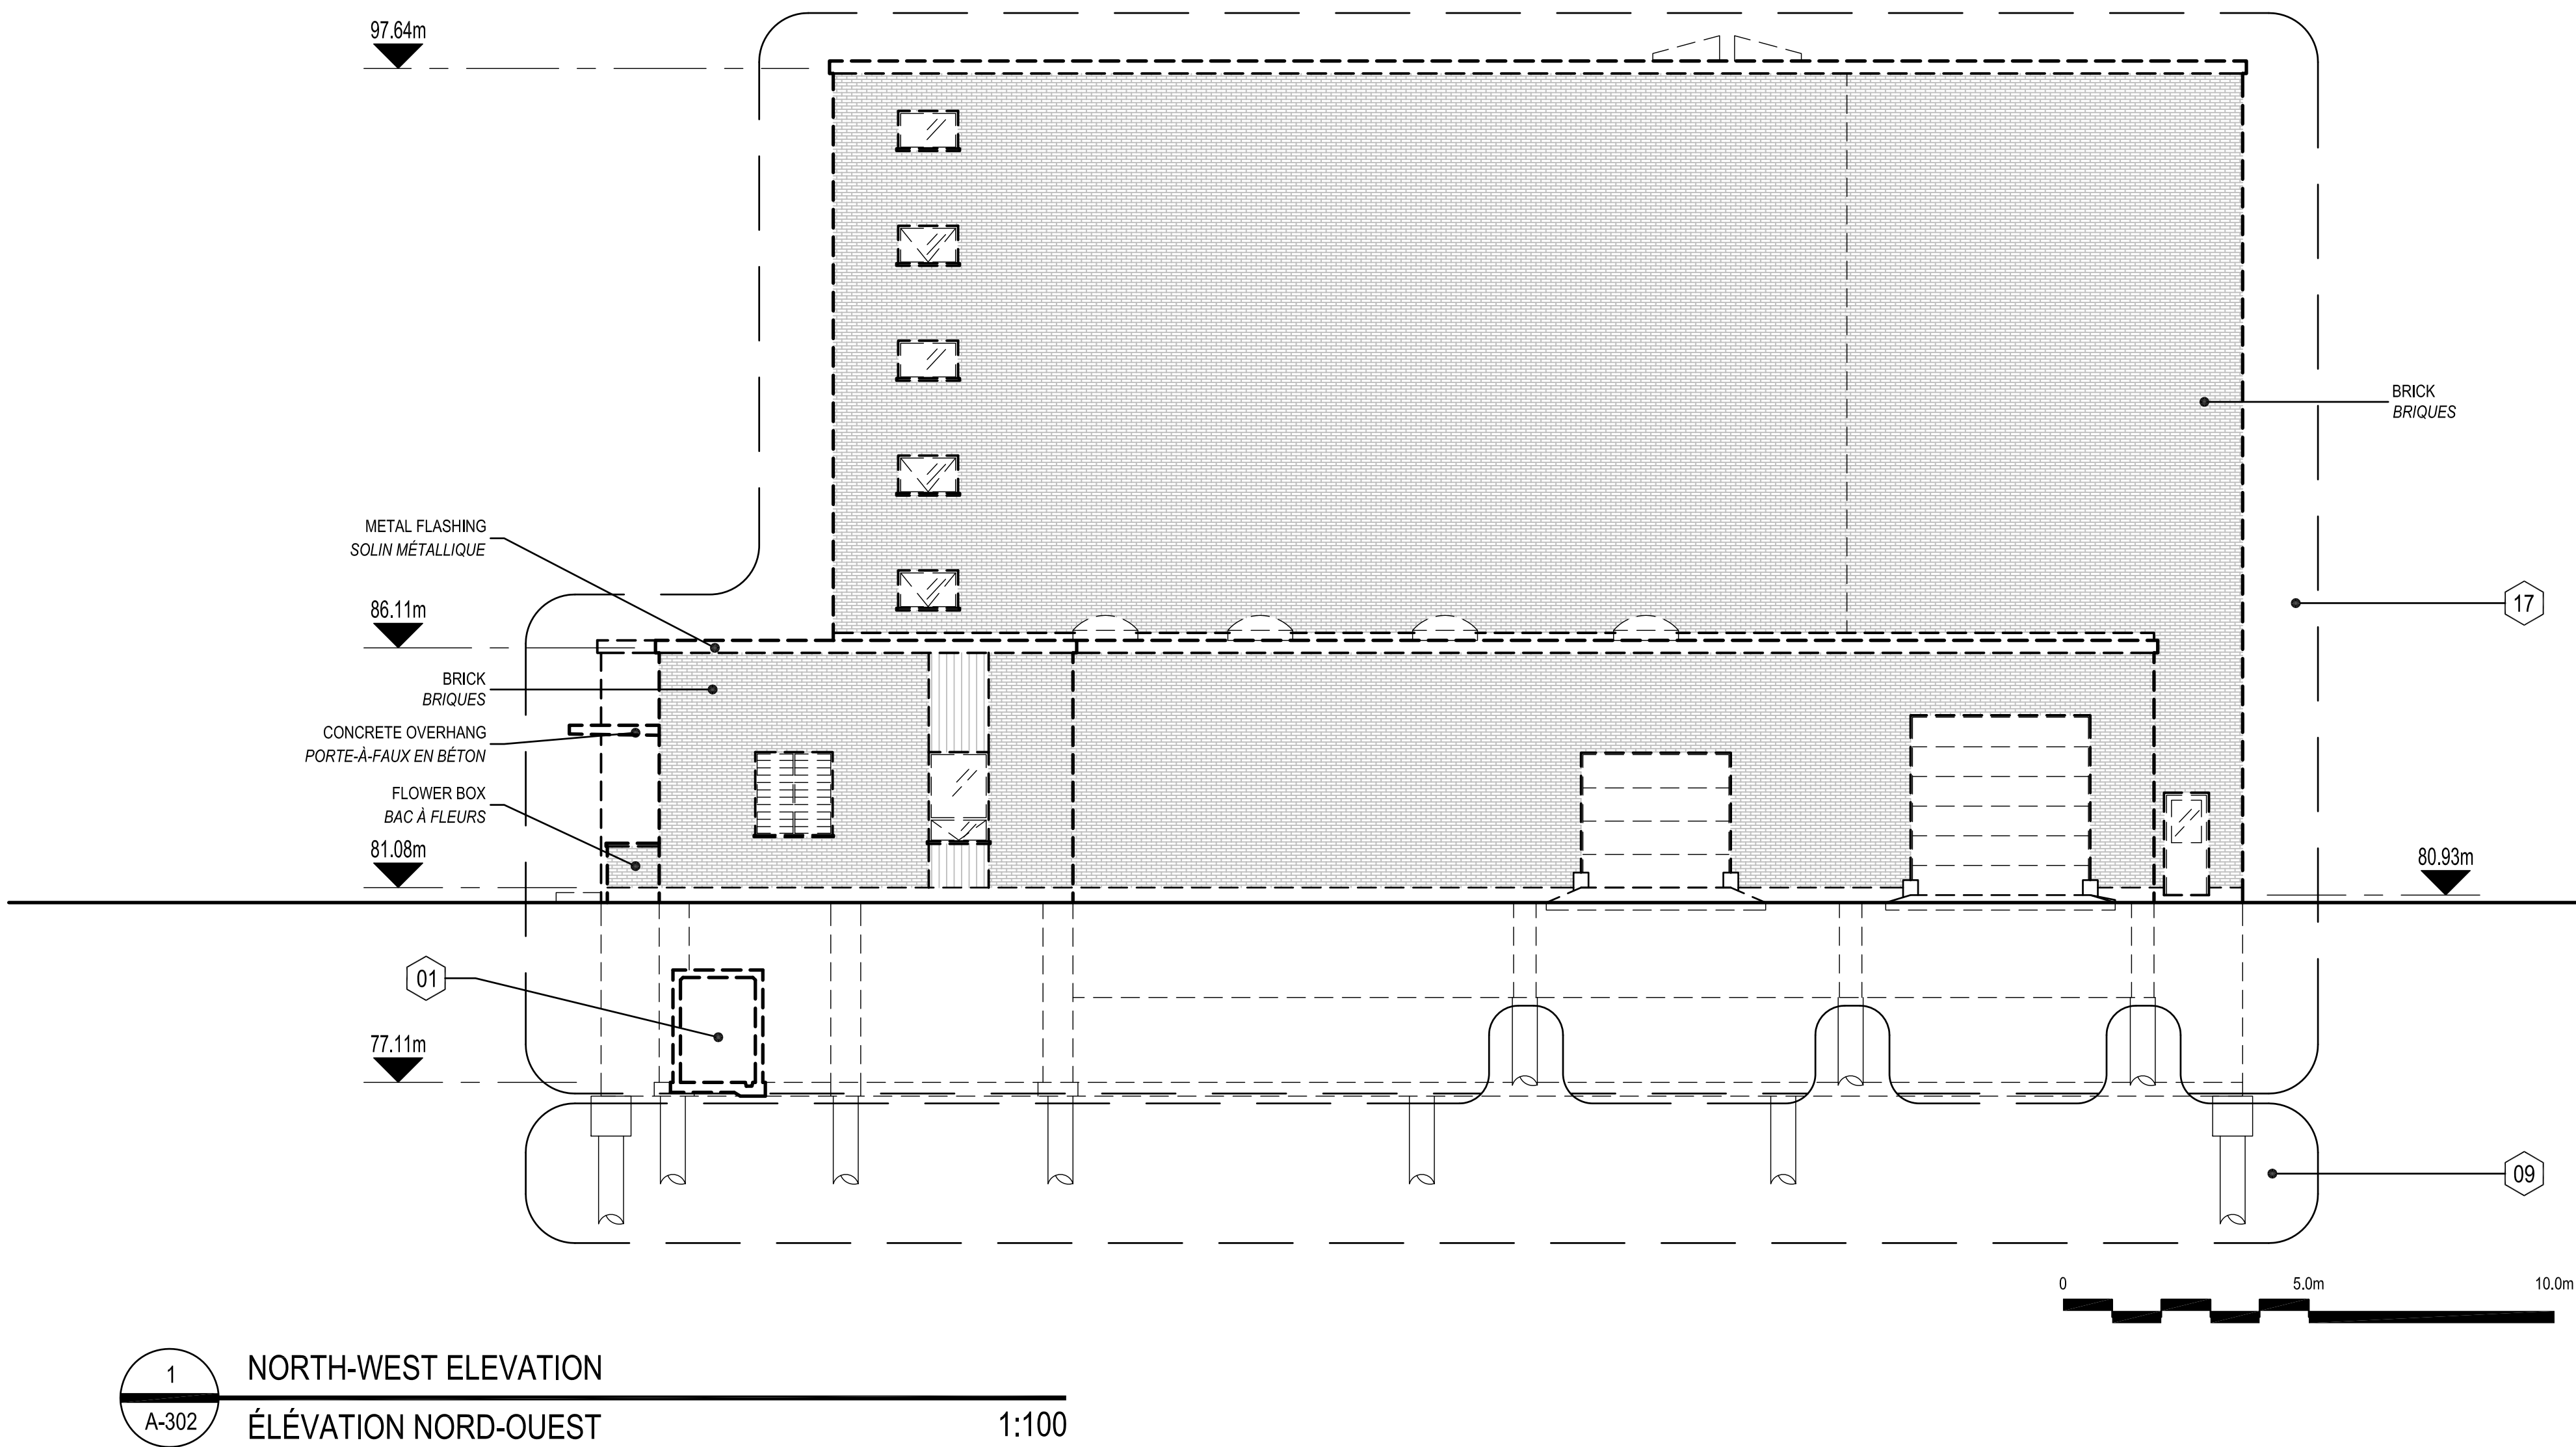 97.64m
BRICK
BRIQUES
METAL FLASHING
SOLIN MÉTALLIQUE
86.11m
17
BRICK
BRIQUES
CONCRETE OVERHANG
PORTE-À-FAUX EN BÉTON
FLOWER BOX
BAC À FLEURS
81.08m
80.93m
01
77.11m
09
0 5.0m 10.0m
1
A-302
NORTH-WEST ELEVATION
ÉLÉVATION NORD-OUEST 1:100